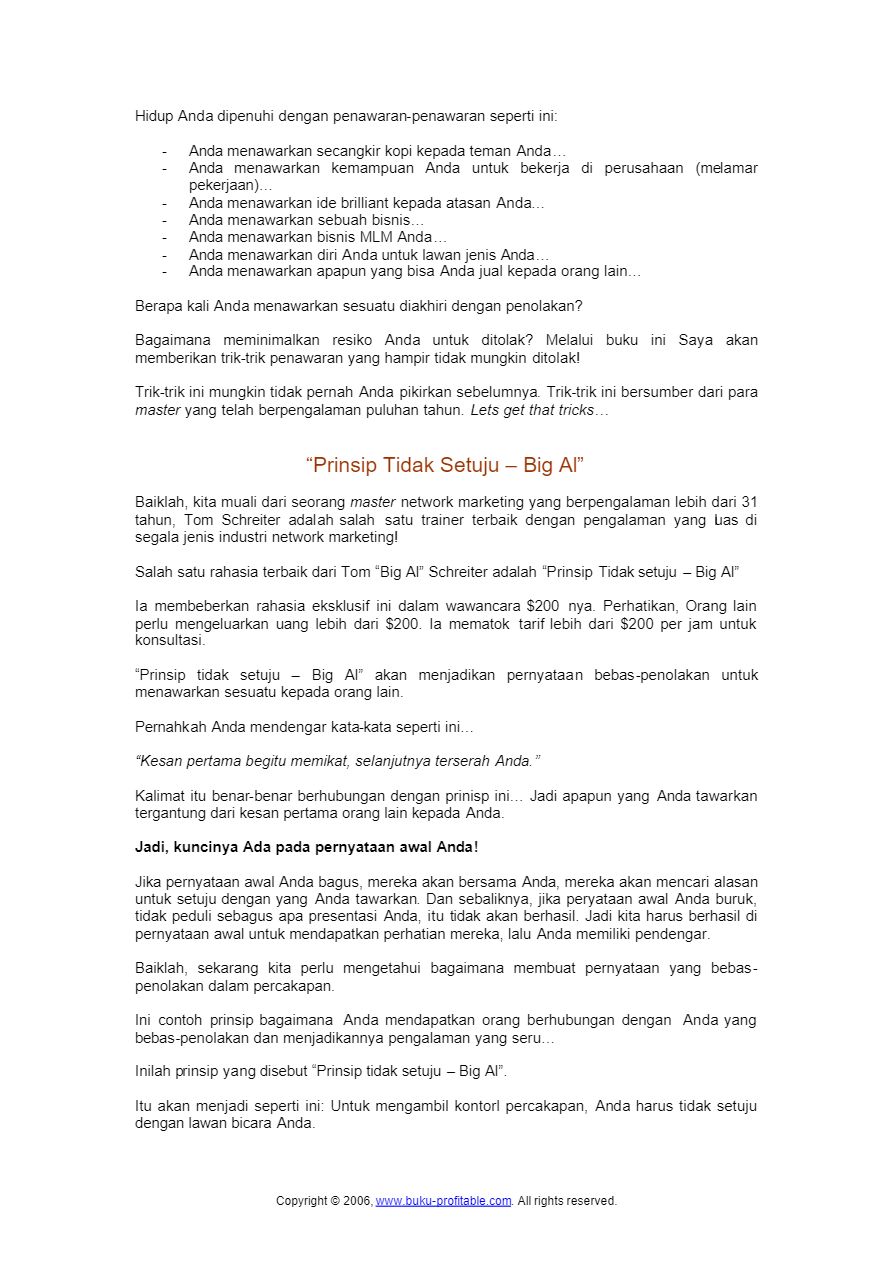 Hidup Anda dipenuhi dengan penawaran-penawaran seperti ini:
- Anda menawarkan secangkir kopi kepada teman Anda…
- Anda menawarkan kemampuan Anda untuk bekerja di perusahaan (melamar
pekerjaan)…
- Anda menawarkan ide brilliant kepada atasan Anda…
- Anda menawarkan sebuah bisnis…
- Anda menawarkan bisnis MLM Anda…
- Anda menawarkan diri Anda untuk lawan jenis Anda…
- Anda menawarkan apapun yang bisa Anda jual kepada orang lain…
Berapa kali Anda menawarkan sesuatu diakhiri dengan penolakan?
Bagaimana meminimalkan resiko Anda untuk ditolak? Melalui buku ini Saya akan
memberikan trik-trik penawaran yang hampir tidak mungkin ditolak!
Trik-trik ini mungkin tidak pernah Anda pikirkan sebelumnya. Trik-trik ini bersumber dari para
master yang telah berpengalaman puluhan tahun. Lets get that tricks…
“Prinsip Tidak Setuju – Big Al”
Baiklah, kita muali dari seorang master network marketing yang berpengalaman lebih dari 31
tahun, Tom Schreiter adalah salah satu trainer terbaik dengan pengalaman yang luas di
segala jenis industri network marketing!
Salah satu rahasia terbaik dari Tom “Big Al” Schreiter adalah “Prinsip Tidak setuju – Big Al”
Ia membeberkan rahasia eksklusif ini dalam wawancara $200 nya. Perhatikan, Orang lain
perlu mengeluarkan uang lebih dari $200. Ia mematok tarif lebih dari $200 per jam untuk
konsultasi.
“Prinsip tidak setuju – Big Al” akan menjadikan pernyataan bebas-penolakan untuk
menawarkan sesuatu kepada orang lain.
Pernahkah Anda mendengar kata-kata seperti ini…
“Kesan pertama begitu memikat, selanjutnya terserah Anda.”
Kalimat itu benar-benar berhubungan dengan prinisp ini… Jadi apapun yang Anda tawarkan
tergantung dari kesan pertama orang lain kepada Anda.
Jadi, kuncinya Ada pada pernyataan awal Anda!
Jika pernyataan awal Anda bagus, mereka akan bersama Anda, mereka akan mencari alasan
untuk setuju dengan yang Anda tawarkan. Dan sebaliknya, jika peryataan awal Anda buruk,
tidak peduli sebagus apa presentasi Anda, itu tidak akan berhasil. Jadi kita harus berhasil di
pernyataan awal untuk mendapatkan perhatian mereka, lalu Anda memiliki pendengar.
Baiklah, sekarang kita perlu mengetahui bagaimana membuat pernyataan yang bebas-
penolakan dalam percakapan.
Ini contoh prinsip bagaimana Anda mendapatkan orang berhubungan dengan Anda yang
bebas-penolakan dan menjadikannya pengalaman yang seru…
Inilah prinsip yang disebut “Prinsip tidak setuju – Big Al”.
Itu akan menjadi seperti ini: Untuk mengambil kontorl percakapan, Anda harus tidak setuju
dengan lawan bicara Anda.
Copyright © 2006, www.buku-profitable.com. All rights reserved.